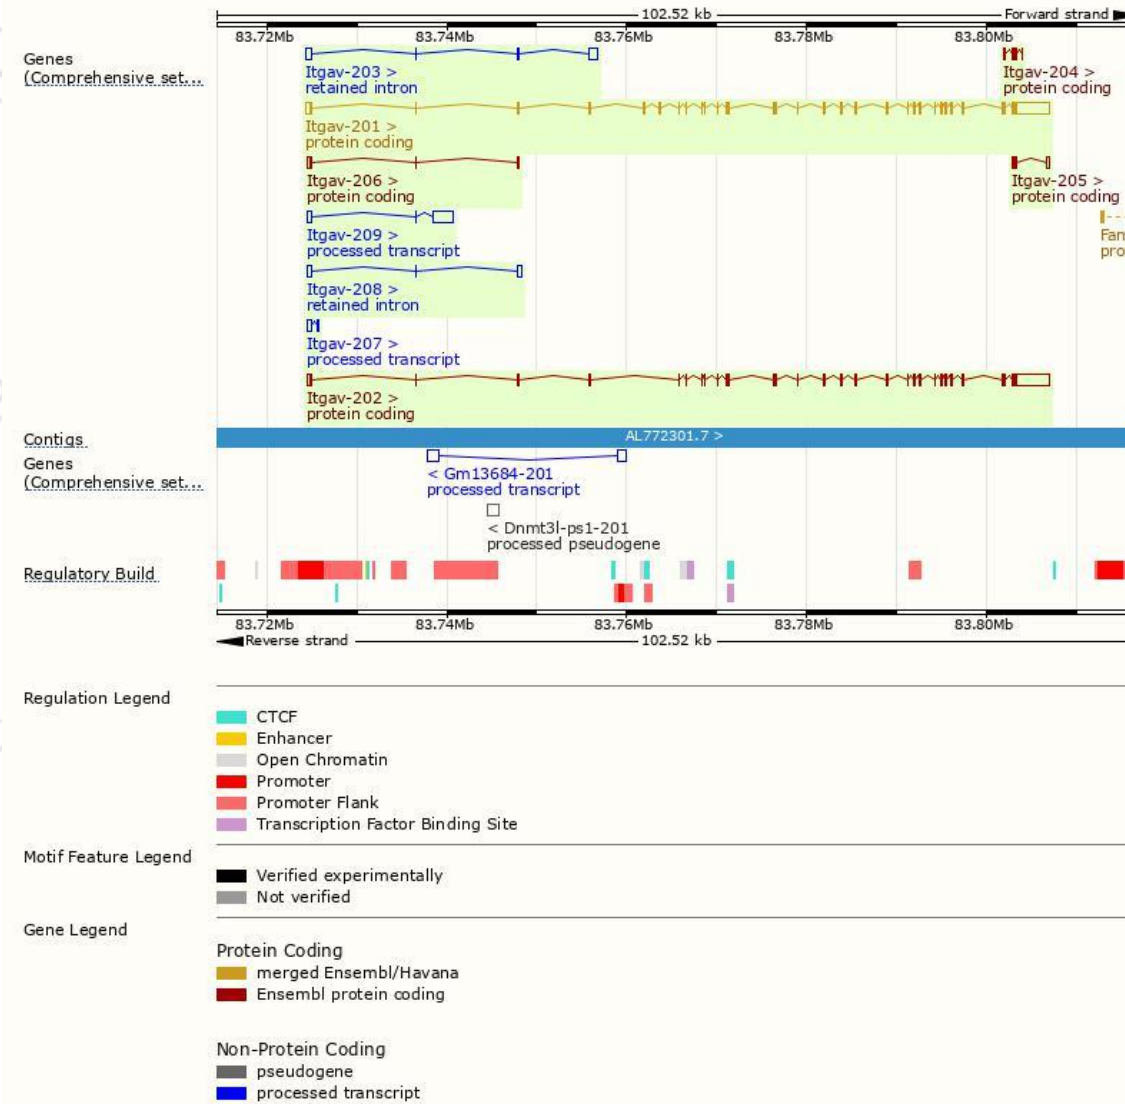 102.52 kb Forward strand
83.72Mb 83.74Mb 83.76Mb 83.78Mb 83.80Mb
Genes
(Comprehensive set...
Itgav-203 > Itgav-204 >
retained intron protein coding
Itgav-201 >
protein coding
Itgav-206 > Itgav-205 >
protein coding protein coding
Itgav-209 > Fam
processed transcript pro
Itgav-208 >
retained intron
Itgav-207 >
processed transcript
Itgav-202 >
protein coding
Contigs AL772301.7 >
Genes
(Comprehensive set...
< Gm13684-201
processed transcript
< Dnmt3l-ps1-201
processed pseudogene
Regulatory Build
83.72Mb 83.74Mb 83.76Mb 83.78Mb 83.80Mb
Reverse strand 102.52 kb
Regulation Legend
CTCF
Enhancer
Open Chromatin
Promoter
Promoter Flank
Transcription Factor Binding Site
Motif Feature Legend
Verified experimentally
Not verified
Gene Legend
Protein Coding
merged Ensembl/Havana
Ensembl protein coding
Non-Protein Coding
pseudogene
processed transcript